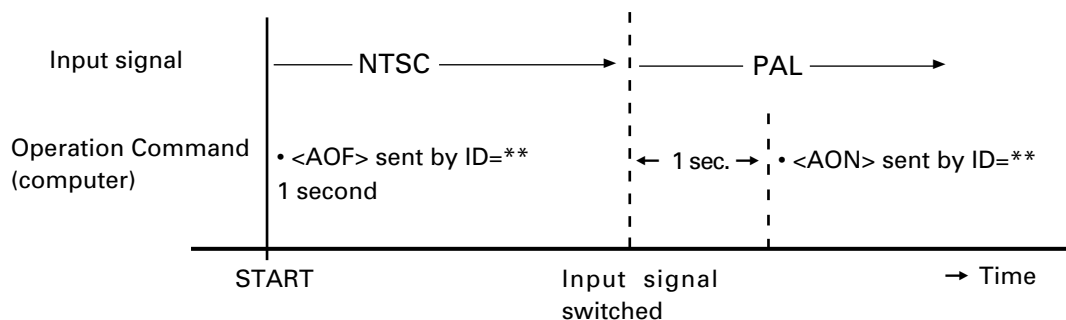 Input signal
NTSC
PAL
Operation Command
(computer)
• <AOF> sent by ID=**
1 second
← 1 sec. →
• <AON> sent by ID=**
START
Input signal
switched
→ Time